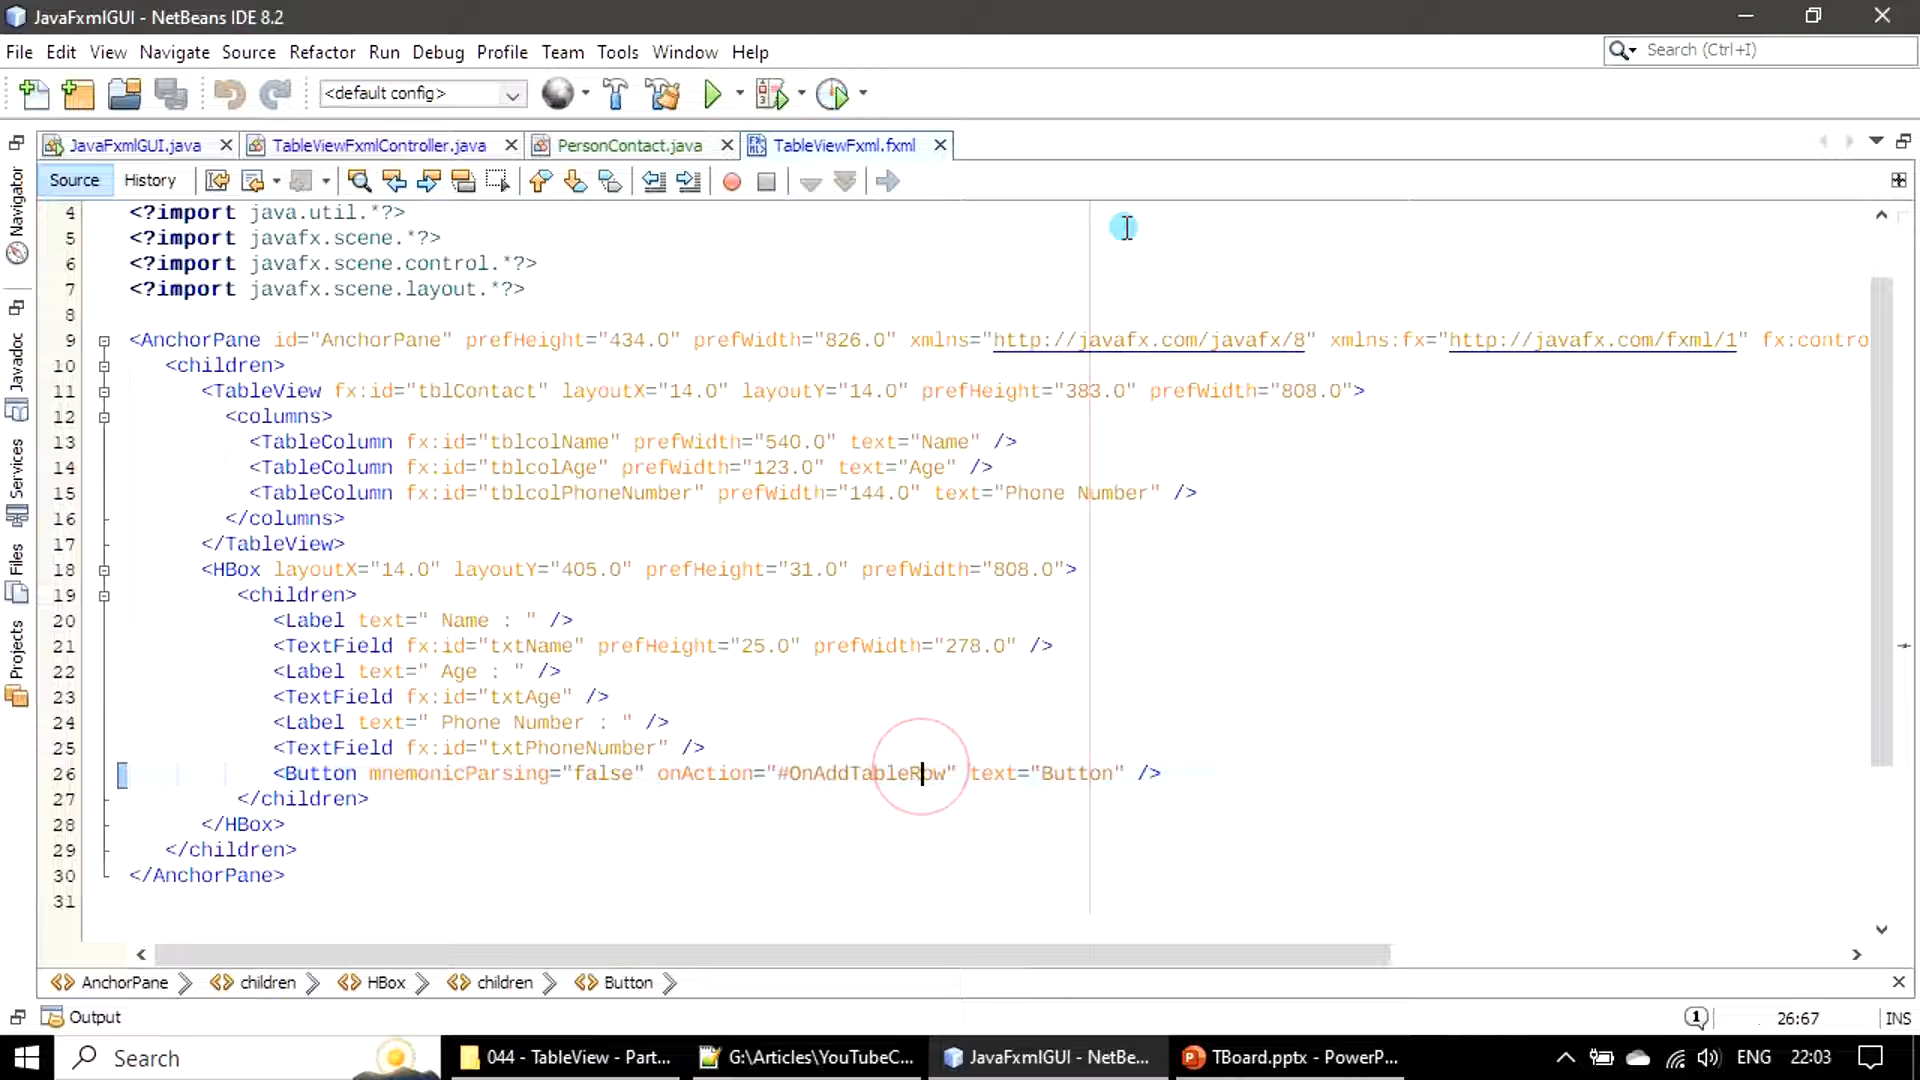 JavaFxmlGUI - NetBeans IDE 8.2
File Edit View Navigate Source Refactor Run Debug Profile Team Tools Window Help
Search (Ctrl+I)
<default config>
JavaFxmlGUI.java TableViewFxmlController.java PersonContact.java TableViewFxml.fxml
Source History
Navigator
Javadoc
Services
Files
Projects
4 <?import java.util.*?>
5 <?import javafx.scene.*?>
6 <?import javafx.scene.control.*?>
7 <?import javafx.scene.layout.*?>
8
9 <AnchorPane id="AnchorPane" prefHeight="434.0" prefWidth="826.0" xmlns="http://javafx.com/javafx/8" xmlns:fx="http://javafx.com/fxml/1" fx:contro
10 <children>
11 <TableView fx:id="tblContact" layoutX="14.0" layoutY="14.0" prefHeight="383.0" prefWidth="808.0">
12 <columns>
13 <TableColumn fx:id="tblcolName" prefWidth="540.0" text="Name" />
14 <TableColumn fx:id="tblcolAge" prefWidth="123.0" text="Age" />
15 <TableColumn fx:id="tblcolPhoneNumber" prefWidth="144.0" text="Phone Number" />
16 </columns>
17 </TableView>
18 <HBox layoutX="14.0" layoutY="405.0" prefHeight="31.0" prefWidth="808.0">
19 <children>
20 <Label text=" Name : " />
21 <TextField fx:id="txtName" prefHeight="25.0" prefWidth="278.0" />
22 <Label text=" Age : " />
23 <TextField fx:id="txtAge" />
24 <Label text=" Phone Number : " />
25 <TextField fx:id="txtPhoneNumber" />
26 <Button mnemonicParsing="false" onAction="#OnAddTableRow" text="Button" />
27 </children>
28 </HBox>
29 </children>
30 </AnchorPane>
31
AnchorPane children HBox children Button
Output
1 26:67 INS
Search
044 - TableView - Part... G:\Articles\YouTubeC... JavaFxmlGUI - NetBe... TBoard.pptx - PowerP...
ENG 22:03